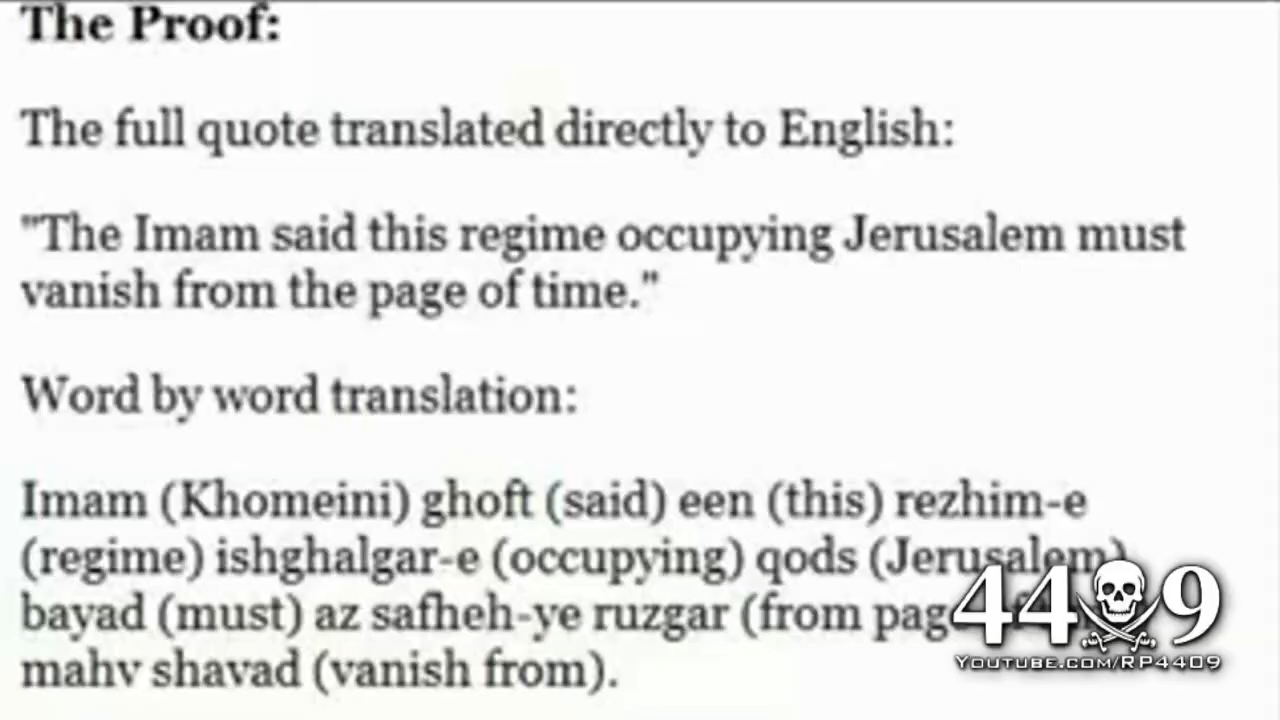 The Proof:
The full quote translated directly to English:
"The Imam said this regime occupying Jerusalem must
vanish from the page of time."
Word by word translation:
Imam (Khomeini) ghoft (said) een (this) rezhim-e
(regime) ishghalgar-e (occupying) qods (Jerusalem)
bayad (must) az safheh-ye ruzgar (from page
mahv shavad (vanish from).
4409
YOUTUBE.COM/RP4409